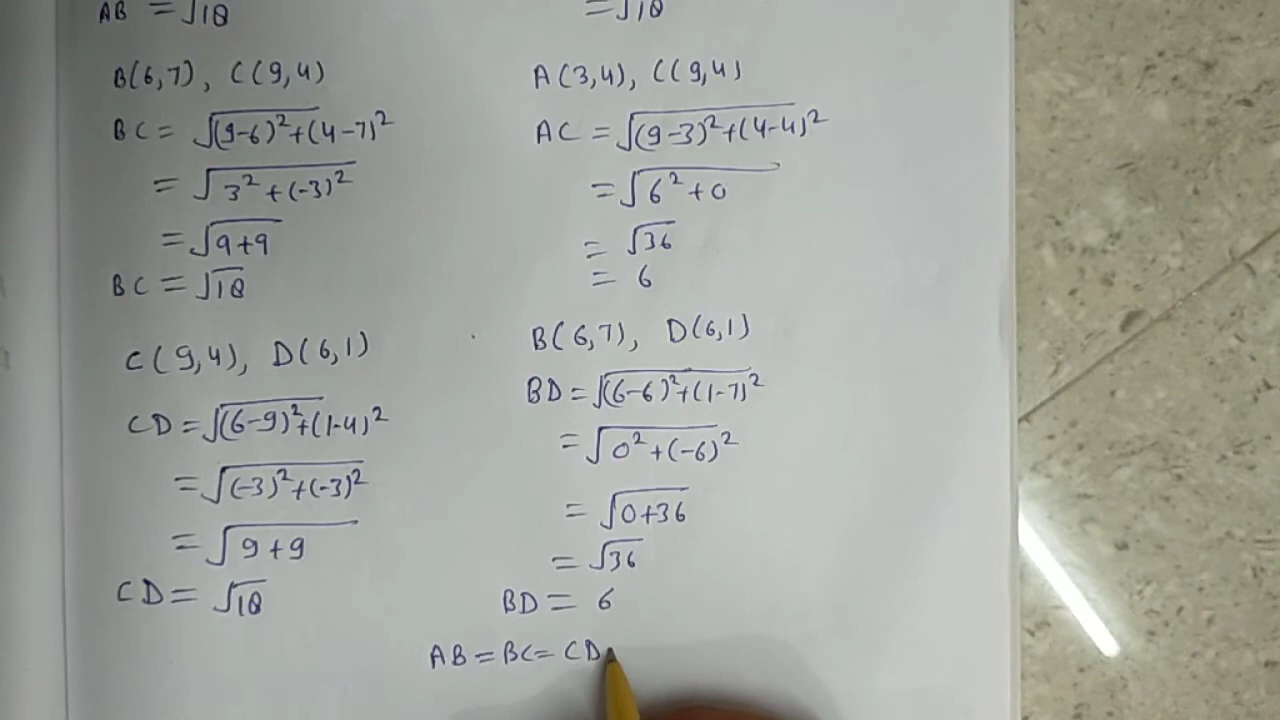 AB = √18
B(6,7), C(9,4)
BC = √(9-6)²+(4-7)²
= √3²+(-3)²
= √9+9
BC = √18
C(9,4), D(6,1)
CD = √(6-9)²+(1-4)²
= √(-3)²+(-3)²
= √9+9
CD = √18
= √18
A(3,4), C(9,4)
AC = √(9-3)²+(4-4)²
= √6²+0
= √36
= 6
B(6,7), D(6,1)
BD = √(6-6)²+(1-7)²
= √0²+(-6)²
= √0+36
= √36
BD = 6
AB = BC = CD